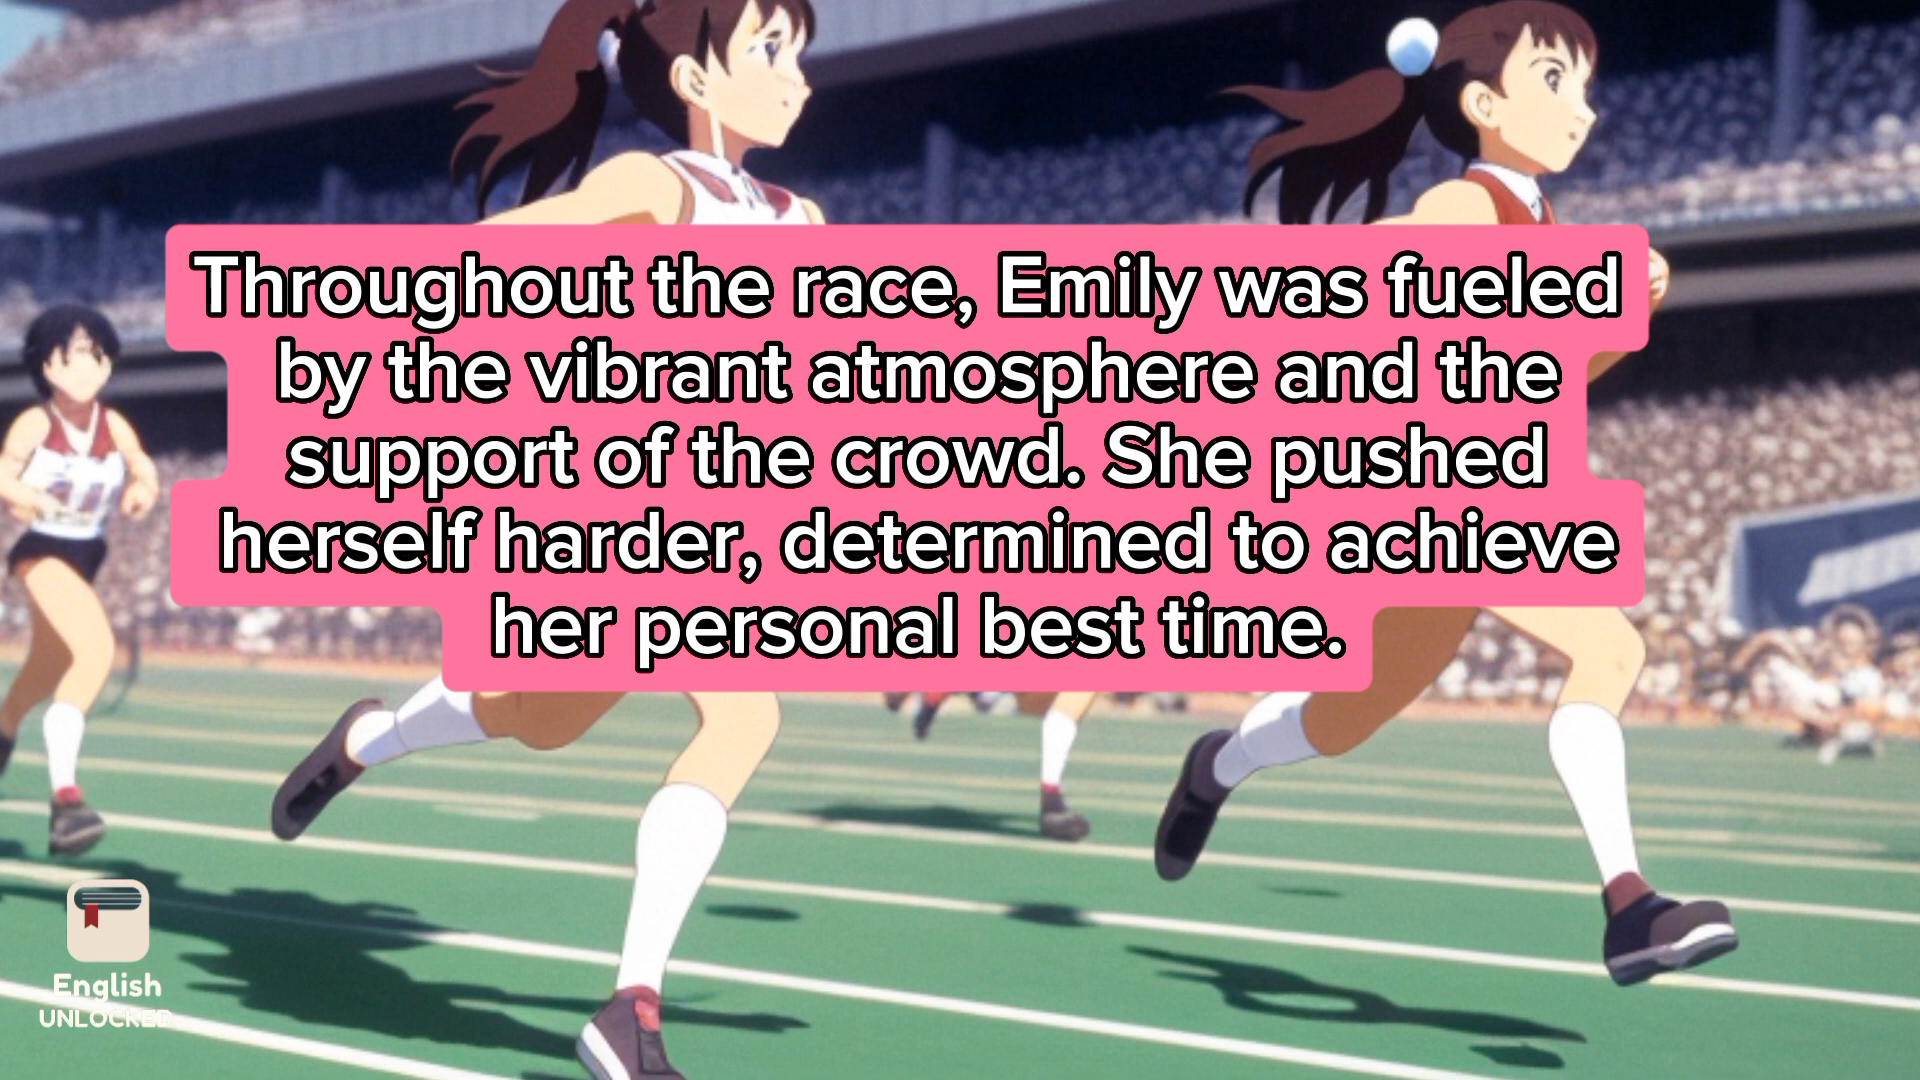 Throughout the race, Emily was fueled
by the vibrant atmosphere and the
support of the crowd. She pushed
herself harder, determined to achieve
her personal best time.
English
UNLOCKED